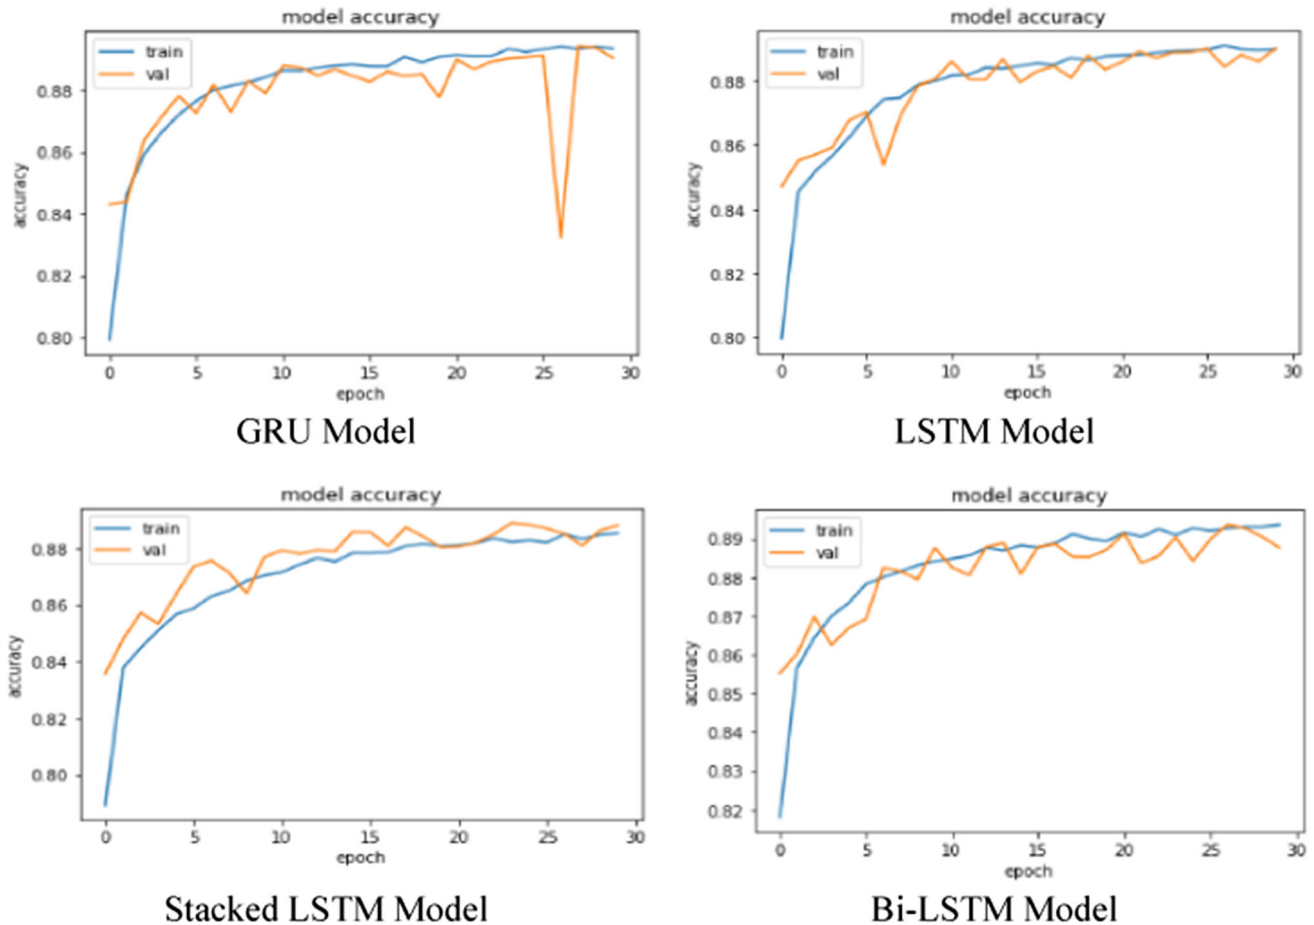 model accuracy
train
val
accuracy
0.88
0.86
0.84
0.82
0.80
0 5 10 15 20 25 30
epoch
GRU Model
model accuracy
train
val
accuracy
0.88
0.86
0.84
0.82
0.80
0 5 10 15 20 25 30
epoch
LSTM Model
model accuracy
train
val
accuracy
0.88
0.86
0.84
0.82
0.80
0 5 10 15 20 25 30
epoch
Stacked LSTM Model
model accuracy
train
val
accuracy
0.89
0.88
0.87
0.86
0.85
0.84
0.83
0.82
0 5 10 15 20 25 30
epoch
Bi-LSTM Model